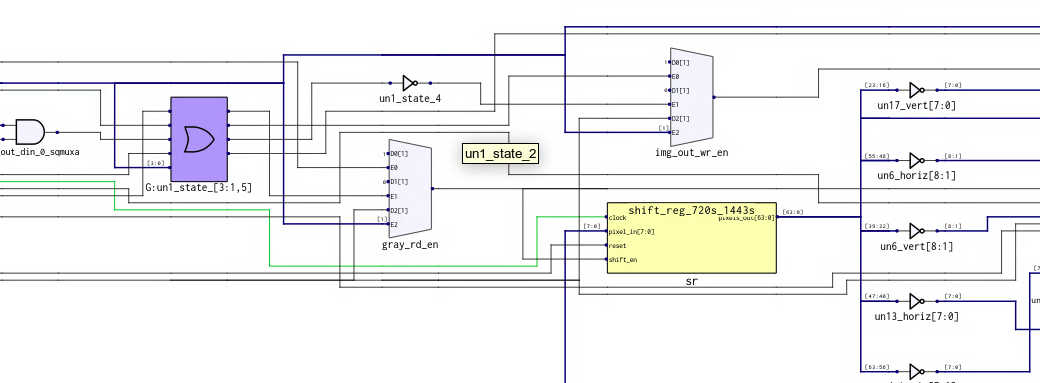 out_din_0_sqmuxa
[3:0]
G:un1_state_[3:1,5]
un1_state_4
D0[1]
E0
D1[1]
E1
D2[1]
[1]
E2
gray_rd_en
un1_state_2
D0[1]
E0
D1[1]
E1
D2[1]
[1]
E2
img_out_wr_en
shift_reg_720s_1443s
clock
pixels_out[63:0]
[63:0]
[7:0]
pixel_in[7:0]
reset
shift_en
sr
[23:16]
[7:0]
un17_vert[7:0]
[55:48]
[8:1]
un6_horiz[8:1]
[39:32]
[8:1]
un6_vert[8:1]
[47:40]
[7:0]
un13_horiz[7:0]
[63:56]
[7:0]